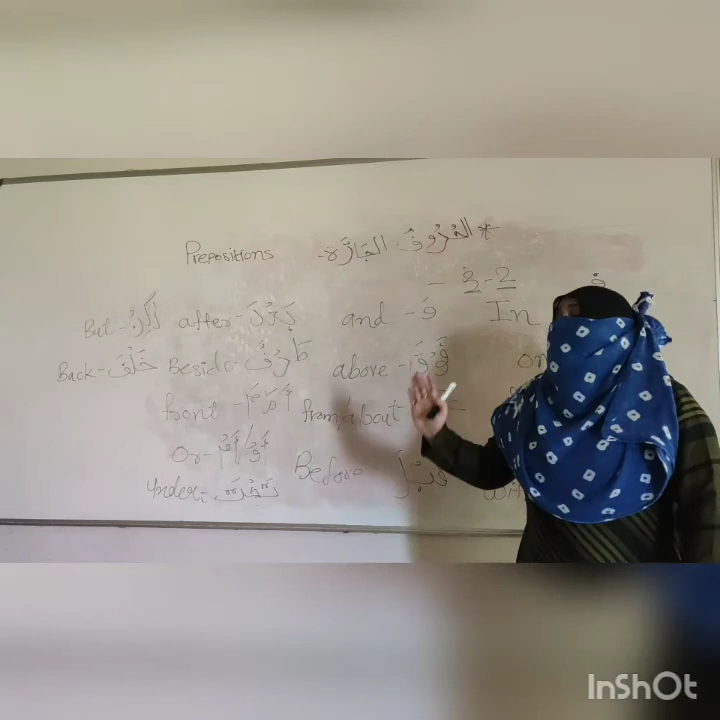 Prepositions - الحُرُوفُ الجَارَّة *
But - لٰكِنْ after - بَعْدَ and - وَ In
Back - خَلْفَ Beside - طَرْفَ above - فَوْقَ on
front - أَمَامَ from/about -
Or - أَوْ/أَمْ
under - تَحْتَ Before قَبْلَ
InShOt